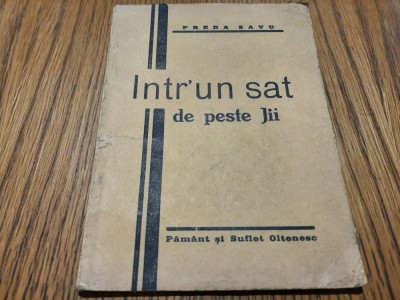 PREDA SAVU
Intr'un sat
de peste Jii
Pământ și Suflet Oltenesc